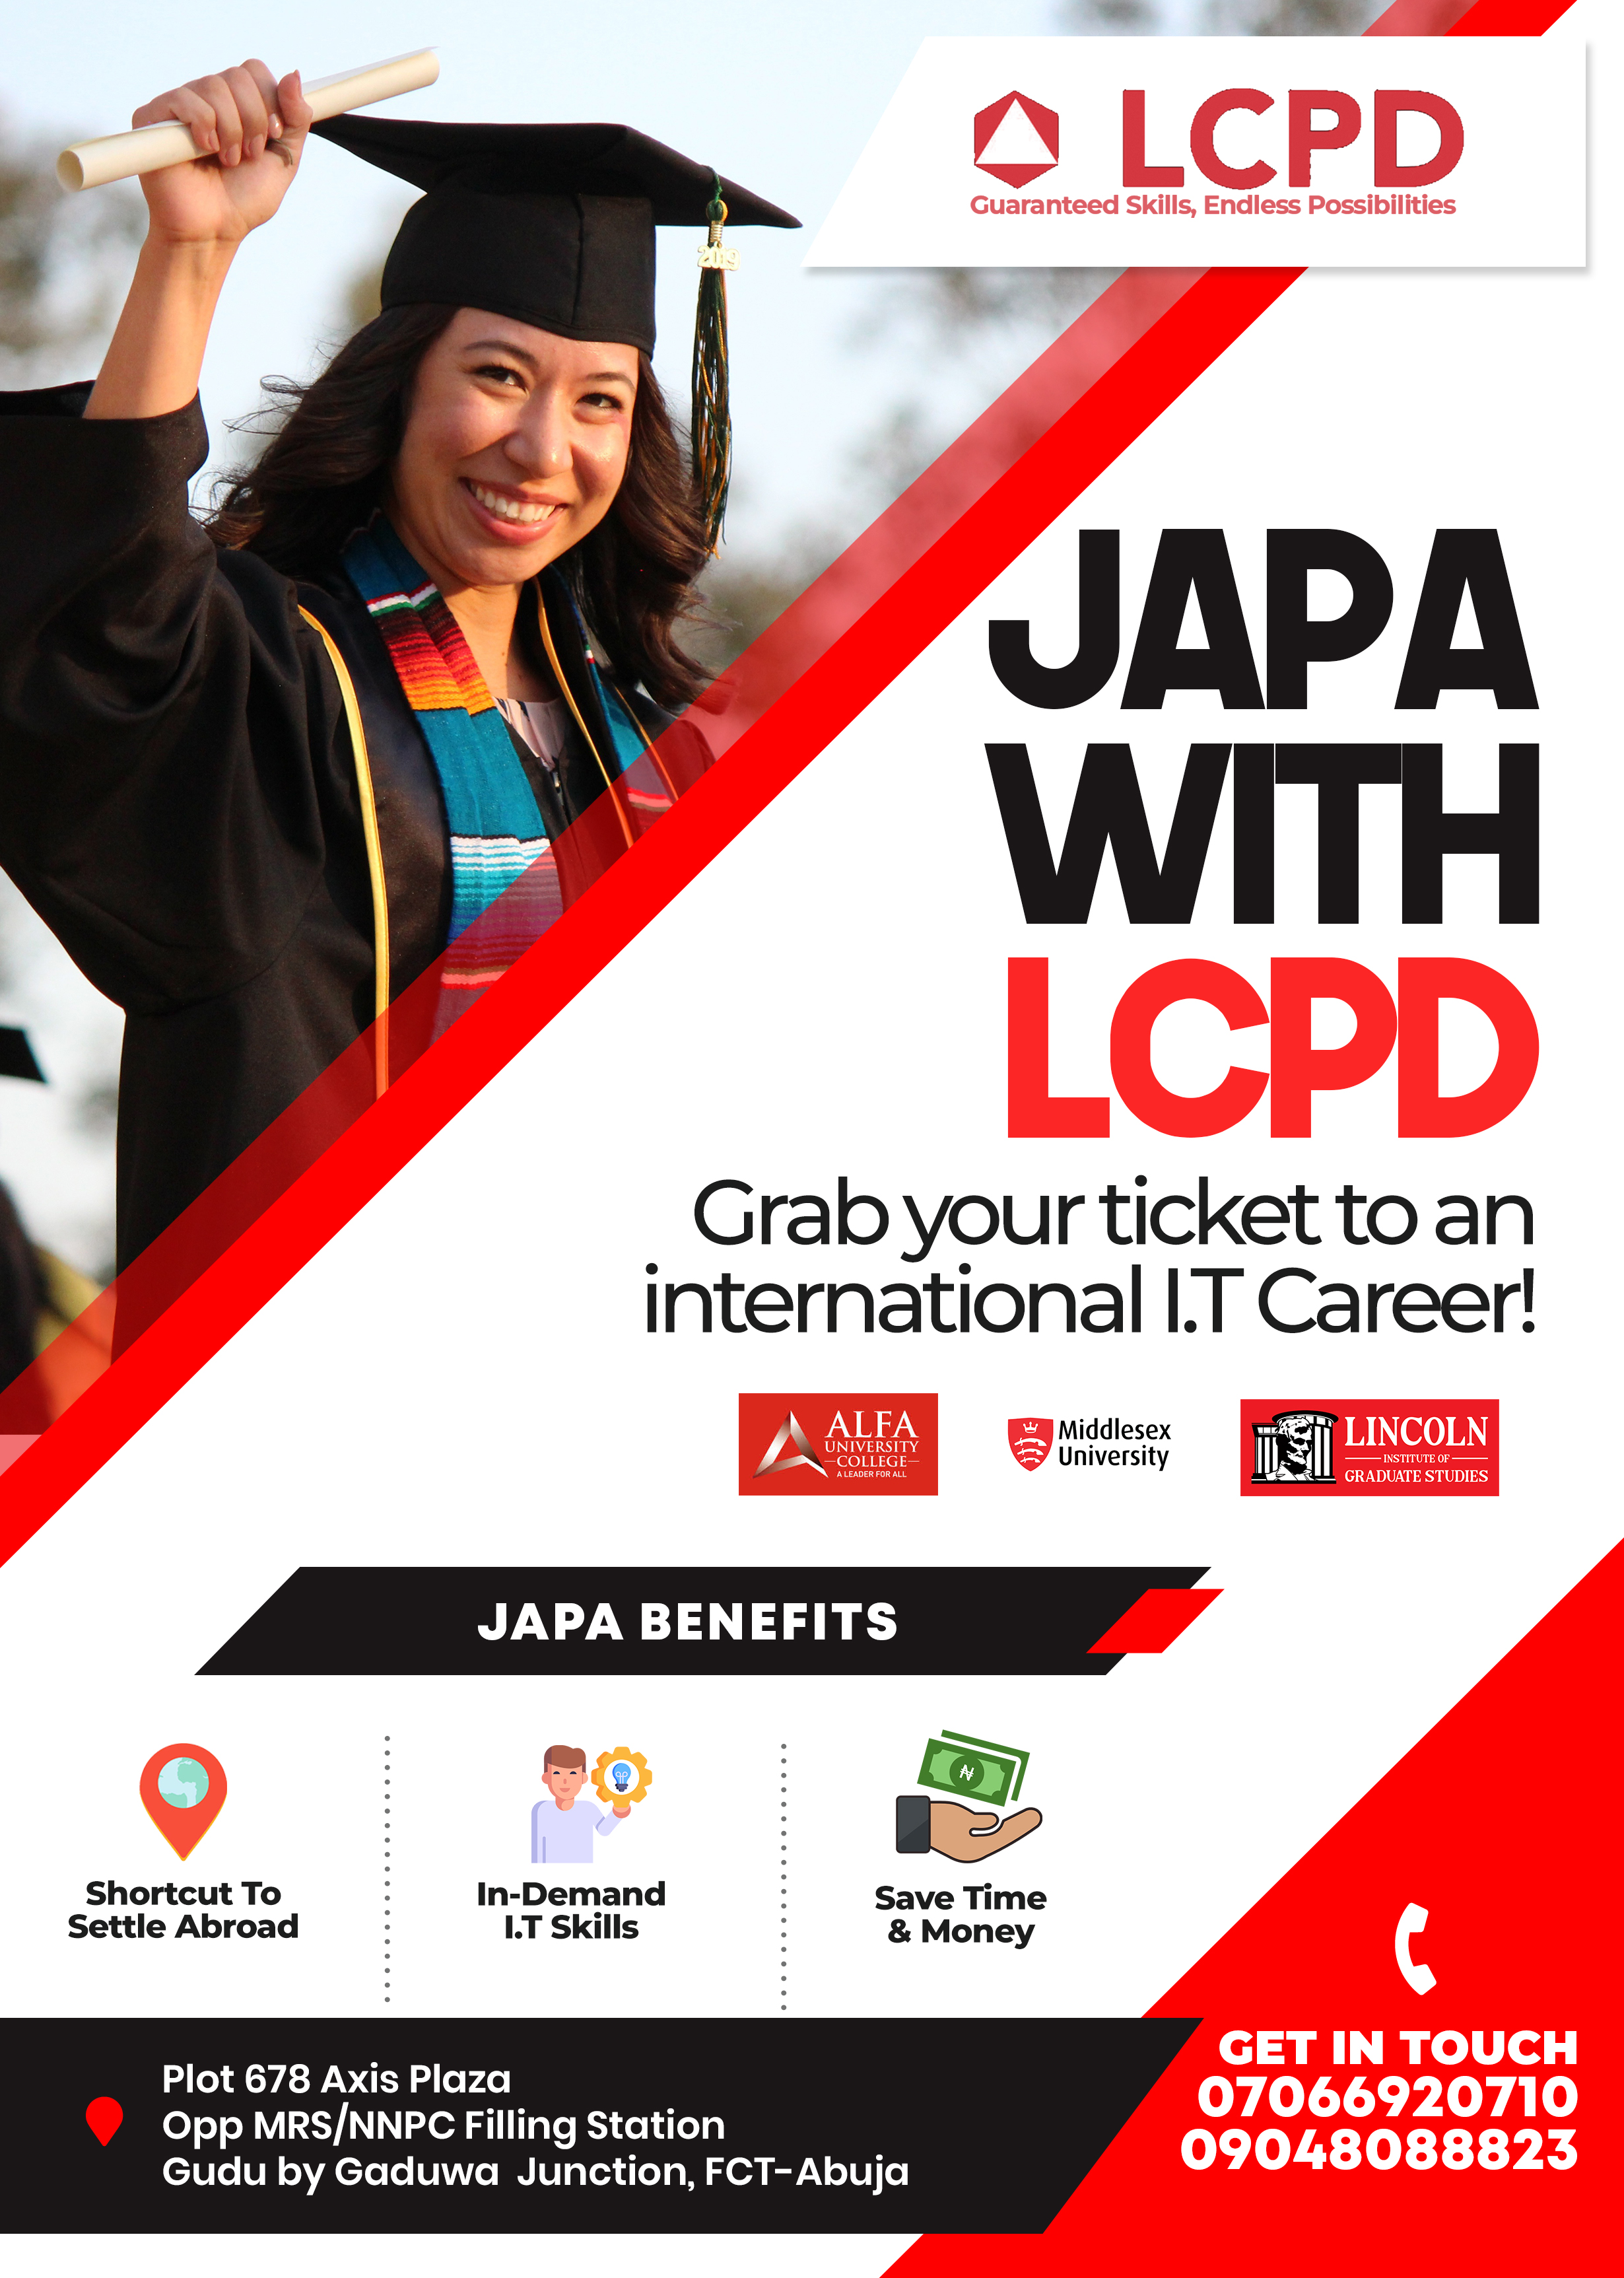 LCPD
Guaranteed Skills, Endless Possibilities
2019
JAPA
WITH
LCPD
Grab your ticket to an
international I.T Career!
ALFA
UNIVERSITY
COLLEGE
A LEADER FOR ALL
Middlesex
University
LINCOLN
INSTITUTE OF
GRADUATE STUDIES
JAPA BENEFITS
Shortcut To
Settle Abroad
In-Demand
I.T Skills
₦
Save Time
& Money
Plot 678 Axis Plaza
Opp MRS/NNPC Filling Station
Gudu by Gaduwa Junction, FCT-Abuja
GET IN TOUCH
07066920710
09048088823